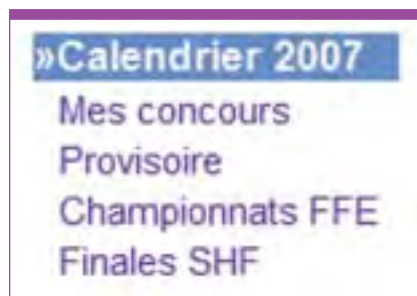 »Calendrier 2007
Mes concours
Provisoire
Championnats FFE
Finales SHF